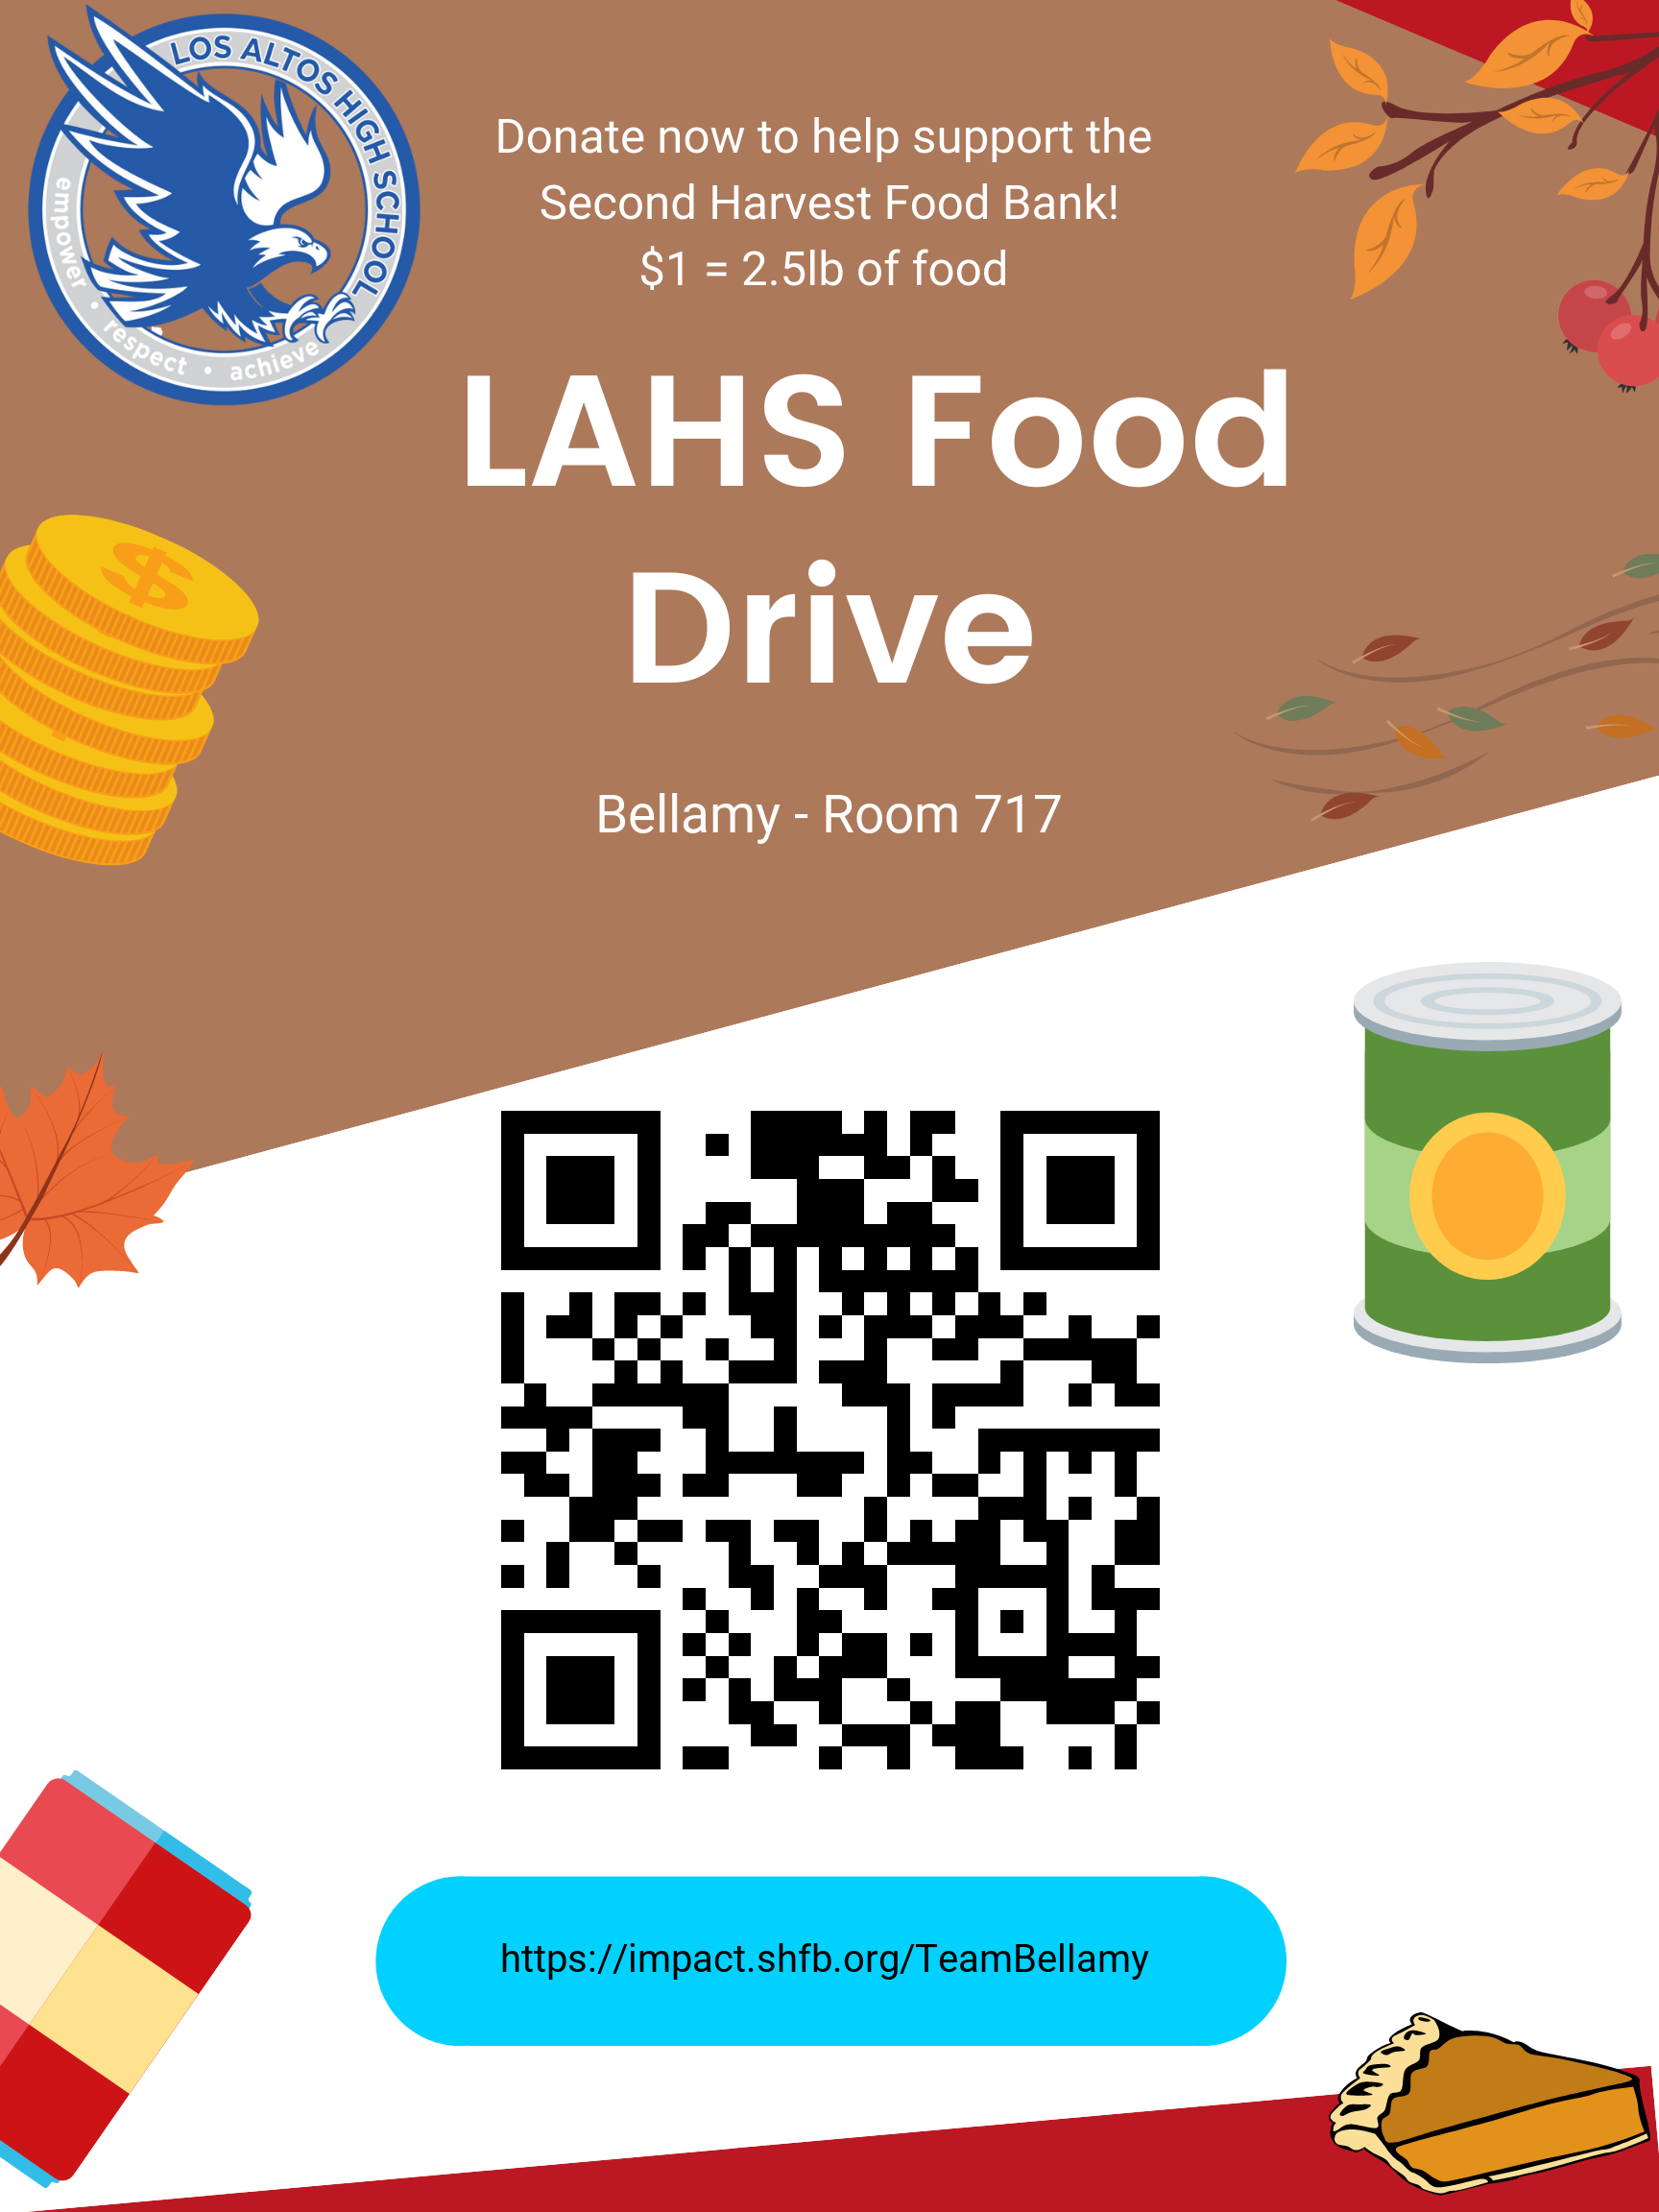 LOS ALTOS HIGH SCHOOL
empower • respect • achieve
Donate now to help support the
Second Harvest Food Bank!
$1 = 2.5lb of food
LAHS Food
Drive
$
Bellamy - Room 717
https://impact.shfb.org/TeamBellamy